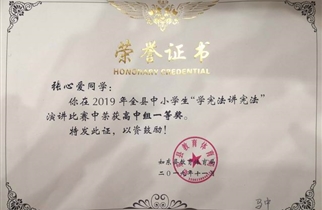 荣誉证书
HONORARY CREDENTIAL
张心爱同学：
你在2019年全县中小学生“学宪法讲宪法”
演讲比赛中荣获高中组一等奖。
特发此证，以资鼓励！
二〇一九年十一月